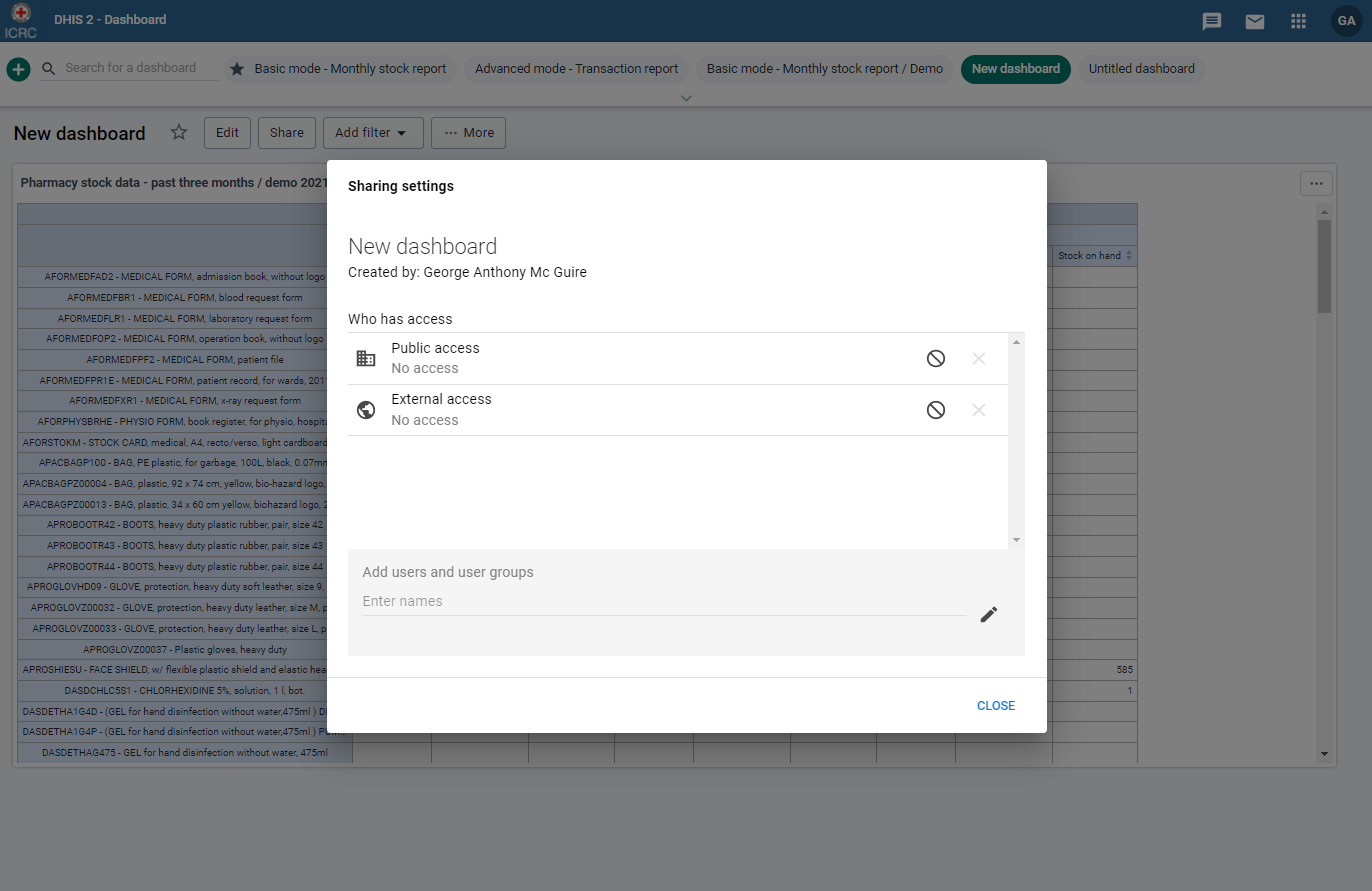 ICRC
DHIS 2 - Dashboard
GA
Search for a dashboard
Basic mode - Monthly stock report
Advanced mode - Transaction report
Basic mode - Monthly stock report / Demo
New dashboard
Untitled dashboard
New dashboard
Edit
Share
Add filter
More
Pharmacy stock data - past three months / demo 2021
Sharing settings
New dashboard
Created by: George Anthony Mc Guire
Who has access
Public access
No access
External access
No access
Add users and user groups
Enter names
CLOSE
Stock on hand
AFORMEDFAD2 - MEDICAL FORM, admission book, without logo
AFORMEDFBR1 - MEDICAL FORM, blood request form
AFORMEDFLR1 - MEDICAL FORM, laboratory request form
AFORMEDFOP2 - MEDICAL FORM, operation book, without logo
AFORMEDFPF2 - MEDICAL FORM, patient file
AFORMEDFPR1E - MEDICAL FORM, patient record, for wards,
AFORMEDFXR1 - MEDICAL FORM, x-ray request form
AFORPHYSBRHE - PHYSIO FORM, book register, for physio,
AFORSTOKM - STOCK CARD, medical, A4, recto/verso, light cardboard
APACBAGP100 - BAG, PE plastic, for garbage, 100L, black,
APACBAGPZ00004 - BAG, plastic, 92 x 74 cm, yellow, bio-hazard logo,
APACBAGPZ00013 - BAG, plastic, 34 x 60 cm yellow, biohazard logo,
APROBOOTR42 - BOOTS, heavy duty plastic rubber, pair, size 42
APROBOOTR43 - BOOTS, heavy duty plastic rubber, pair, size 43
APROBOOTR44 - BOOTS, heavy duty plastic rubber, pair, size 44
APROGLOVHD09 - GLOVE, protection, heavy duty soft leather, size 9,
APROGLOVZ00032 - GLOVE, protection, heavy duty leather, size M,
APROGLOVZ00033 - GLOVE, protection, heavy duty leather, size L,
APROGLOVZ00037 - Plastic gloves, heavy duty
APROSHIESU - FACE SHIELD, w/ flexible plastic shield and elastic
585
DASDCHLC5S1 - CHLORHEXIDINE 5%, solution, 1 l, bot.
1
DASDETHA1G4D - (GEL for hand disinfection without water,475ml )
DASDETHA1G4P - (GEL for hand disinfection without water,475ml )
DASDETHAG475 - GEL for hand disinfection without water, 475ml